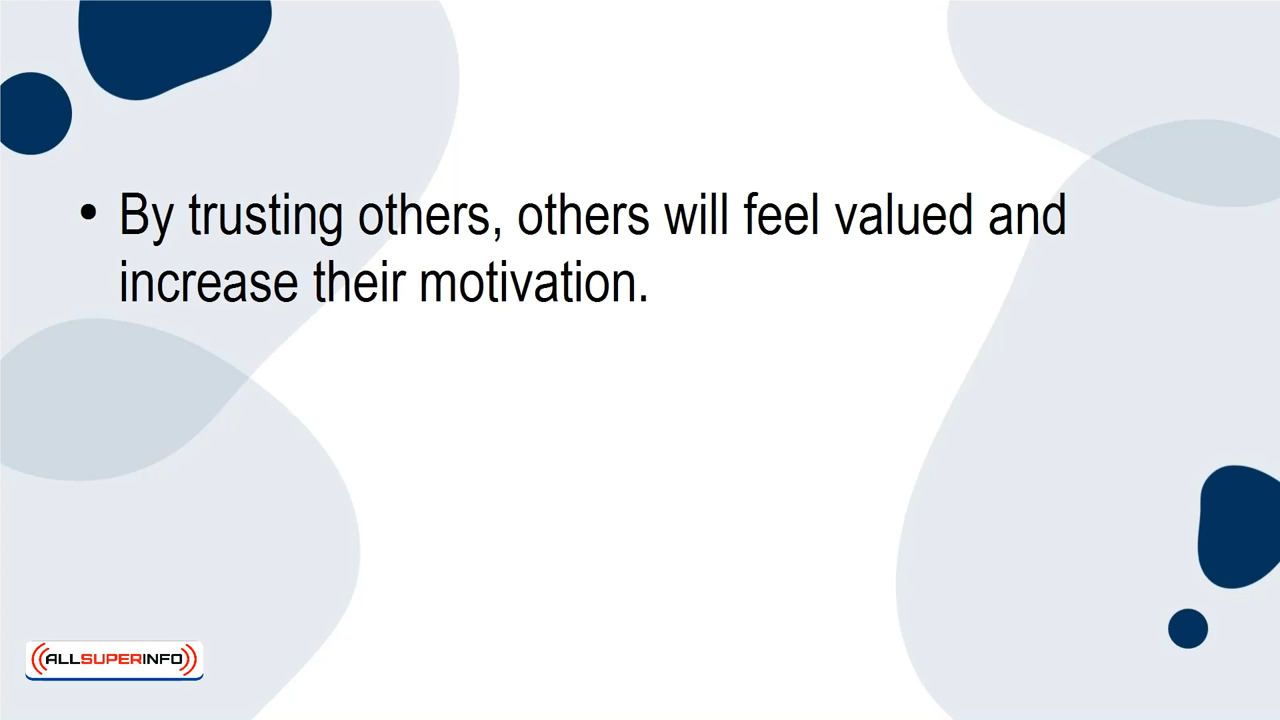 • By trusting others, others will feel valued and
increase their motivation.
ALLSUPERINFO